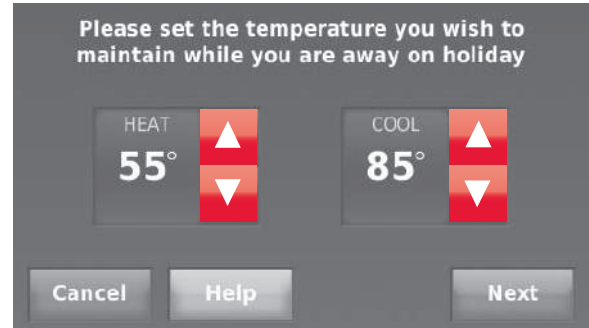 Please set the temperature you wish to
maintain while you are away on holiday
HEAT
55°
COOL
85°
Cancel
Help
Next